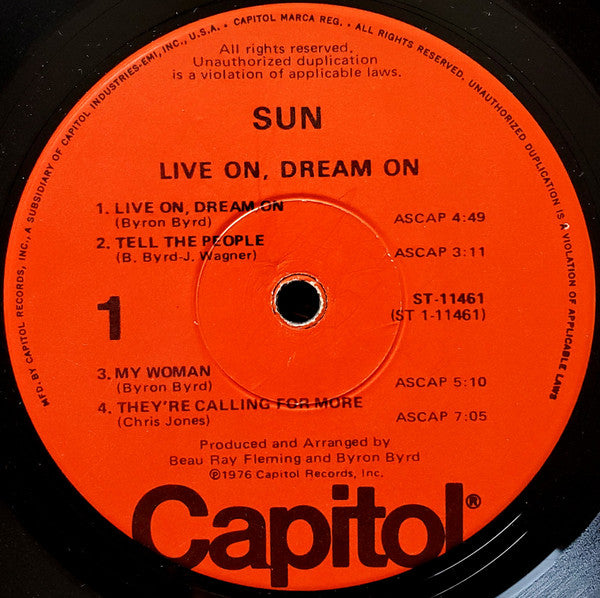 MFD. BY CAPITOL RECORDS, INC., A SUBSIDIARY OF CAPITOL INDUSTRIES-EMI, INC., U.S.A. • CAPITOL MARCA REG. • ALL RIGHTS RESERVED. UNAUTHORIZED DUPLICATION IS A VIOLATION OF APPLICABLE LAWS
All rights reserved.
Unauthorized duplication
is a violation of applicable laws.
SUN
LIVE ON, DREAM ON
1. LIVE ON, DREAM ON
(Byron Byrd) ASCAP 4:49
2. TELL THE PEOPLE
(B. Byrd-J. Wagner) ASCAP 3:11
1
ST-11461
(ST 1-11461)
3. MY WOMAN
(Byron Byrd) ASCAP 5:10
4. THEY'RE CALLING FOR MORE
(Chris Jones) ASCAP 7:05
Produced and Arranged by
Beau Ray Fleming and Byron Byrd
℗1976 Capitol Records, Inc.
Capitol®